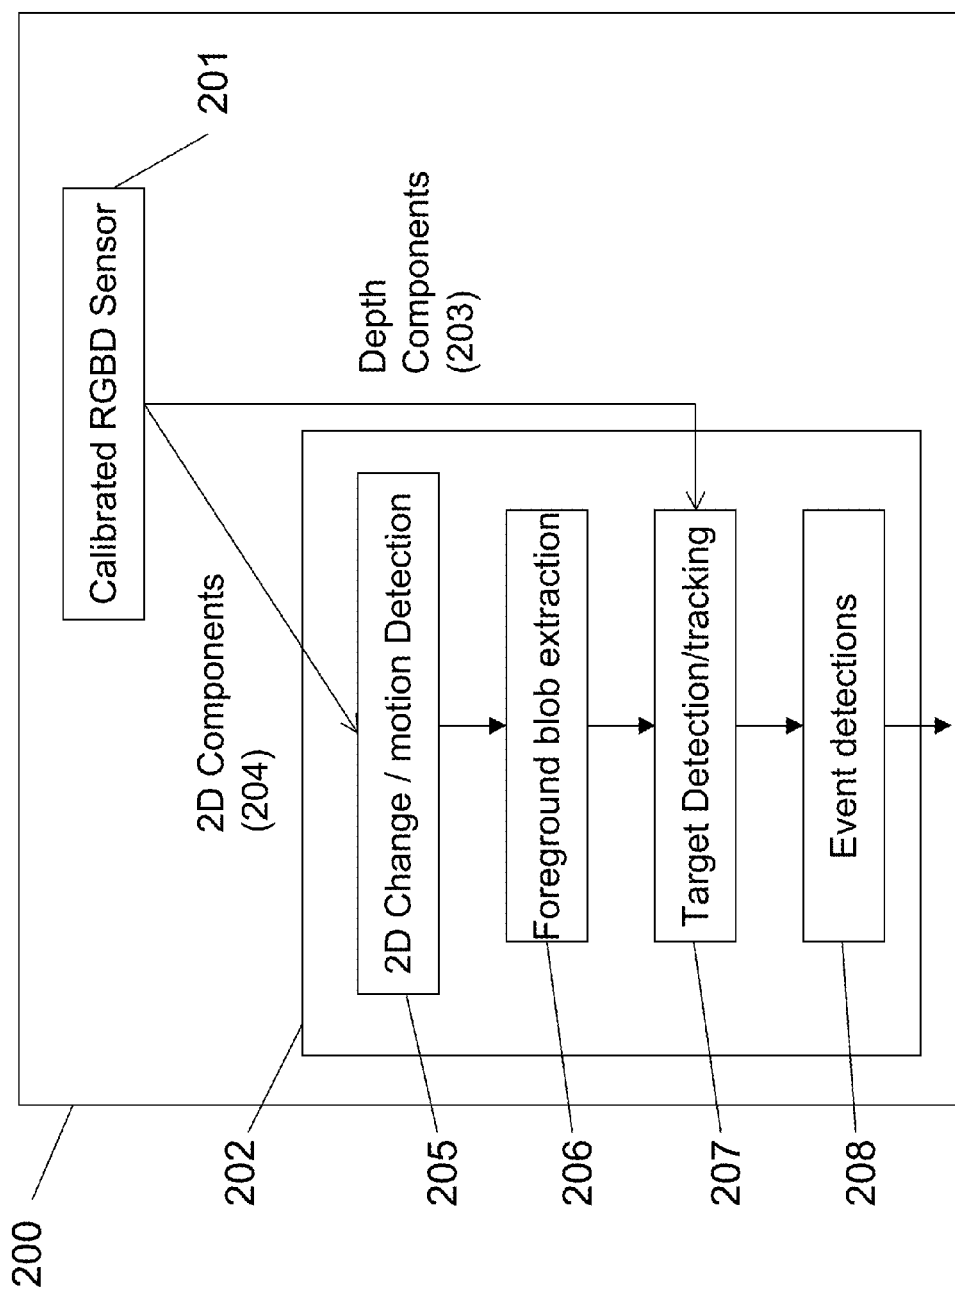 200
201
Calibrated RGBD Sensor
2D Components
(204)
Depth
Components
(203)
202
205
2D Change / motion Detection
206
Foreground blob extraction
207
Target Detection/tracking
208
Event detections